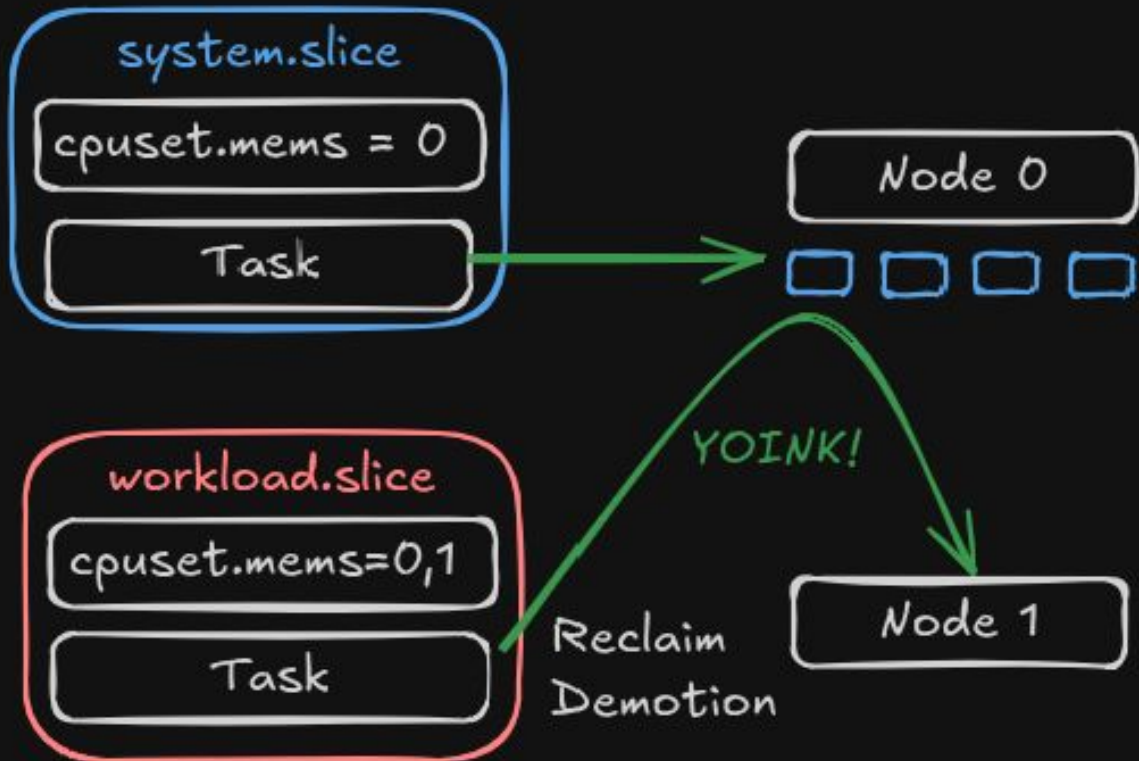 system.slice
cpuset.mems = 0
Task
Node 0
YOINK!
workload.slice
cpuset.mems=0,1
Task
Reclaim
Demotion
Node 1